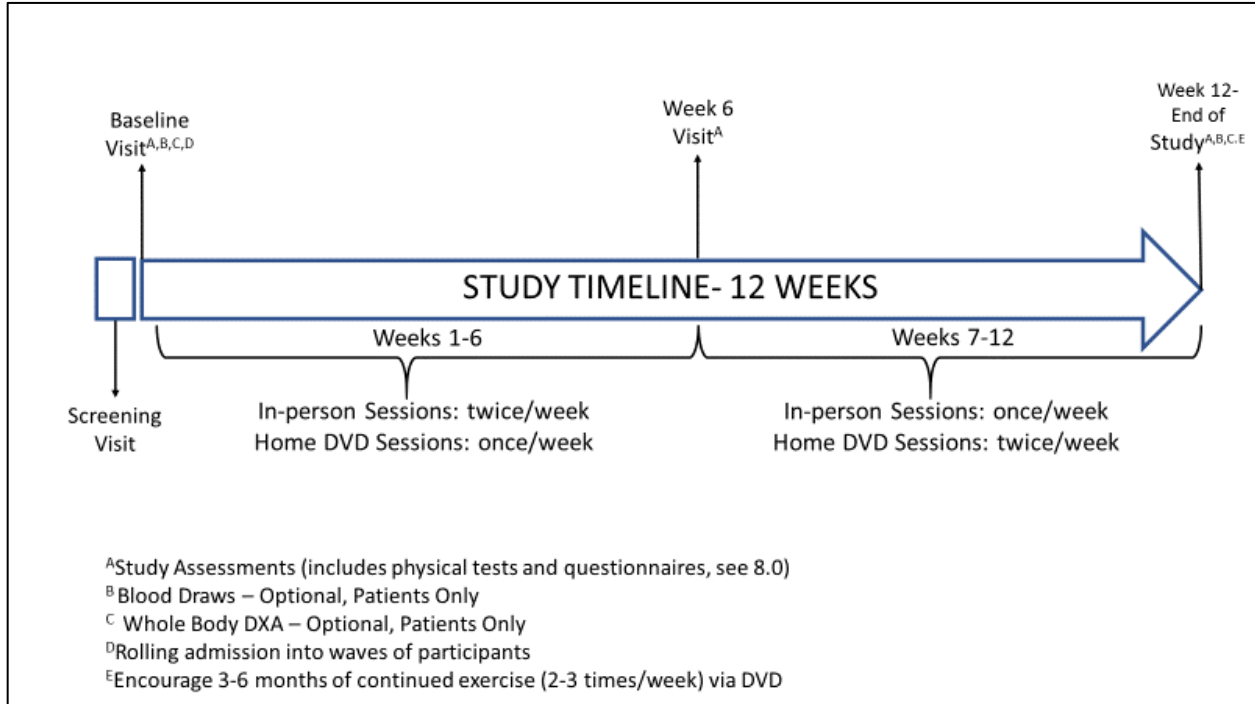 Baseline
Visit^A,B,C,D
Week 6
Visit^A
Week 12-
End of
Study^A,B,C.E
STUDY TIMELINE- 12 WEEKS
Weeks 1-6
Weeks 7-12
Screening
Visit
In-person Sessions: twice/week
Home DVD Sessions: once/week
In-person Sessions: once/week
Home DVD Sessions: twice/week
^AStudy Assessments (includes physical tests and questionnaires, see 8.0)
^B Blood Draws – Optional, Patients Only
^C Whole Body DXA – Optional, Patients Only
^DRolling admission into waves of participants
^EEncourage 3-6 months of continued exercise (2-3 times/week) via DVD